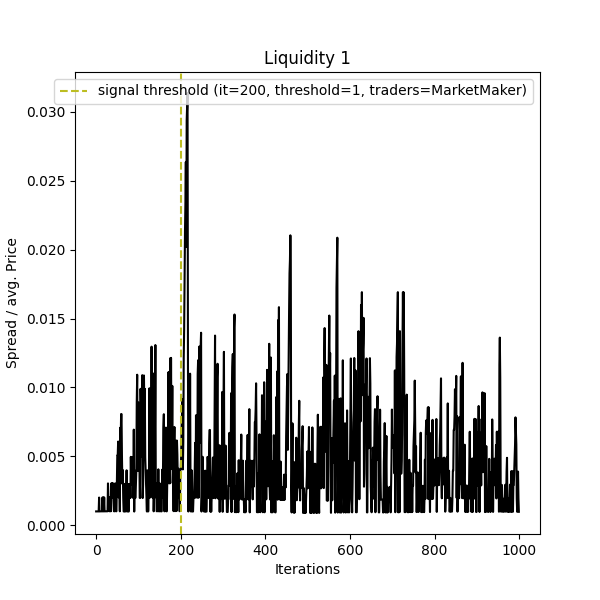 Liquidity 1
signal threshold (it=200, threshold=1, traders=MarketMaker)
0.030
0.025
0.020
0.015
0.010
0.005
0.000
Spread / avg. Price
0 200 400 600 800 1000
Iterations